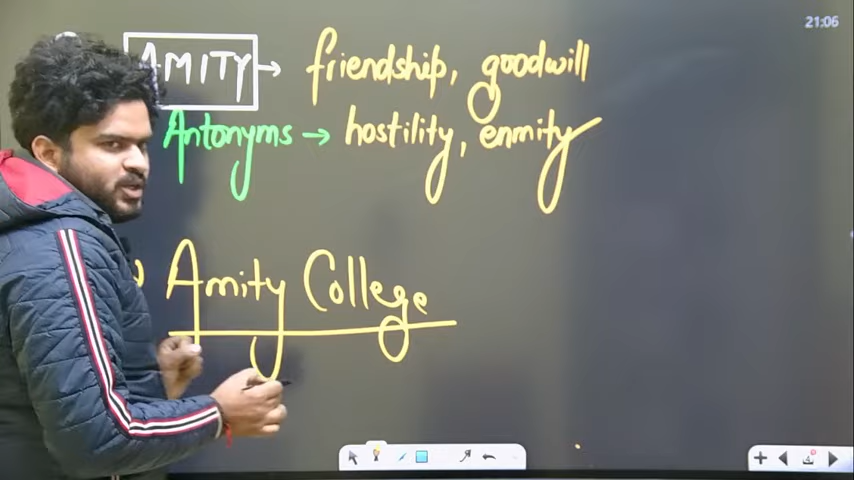 21:06
AMITY → friendship, goodwill
Antonyms → hostility, enmity
Amity College